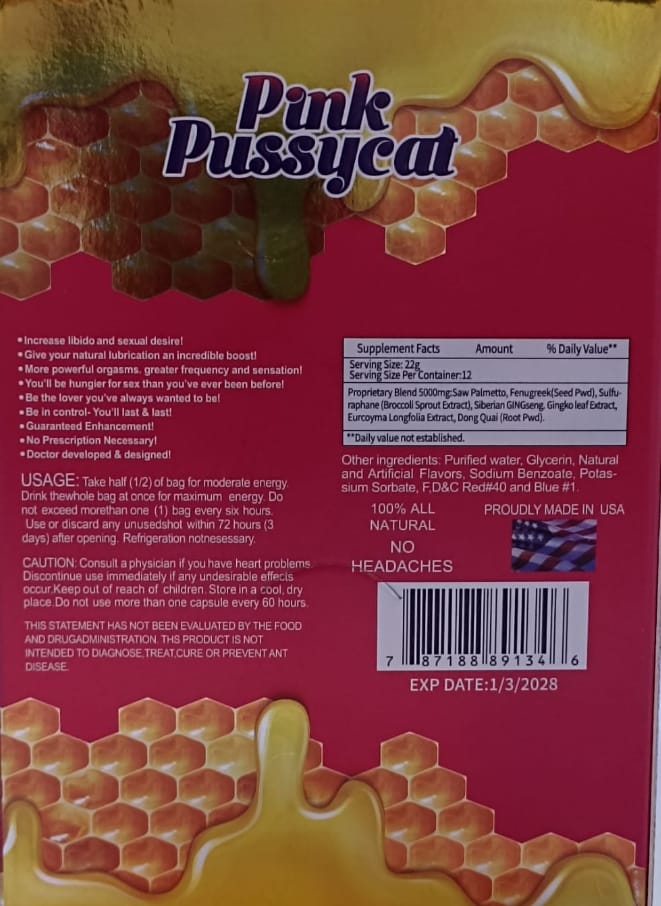 Pink
Pussycat
• Increase libido and sexual desire!
• Give your natural lubrication an incredible boost!
• More powerful orgasms. greater frequency and sensation!
• You'll be hungier for sex than you've ever been before!
• Be the lover you've always wanted to be!
• Be in control- You'll last & last!
• Guaranteed Enhancement!
• No Prescription Necessary!
• Doctor developed & designed!
USAGE: Take half (1/2) of bag for moderate energy.
Drink thewhole bag at once for maximum energy. Do
not exceed morethan one (1) bag every six hours.
Use or discard any unusedshot within 72 hours (3
days) after opening. Refrigeration notnesessary.
CAUTION: Consult a physician if you have heart problems.
Discontinue use immediately if any undesirable effects
occur.Keep out of reach of children. Store in a cool, dry
place.Do not use more than one capsule every 60 hours.
THIS STATEMENT HAS NOT BEEN EVALUATED BY THE FOOD
AND DRUGADMINISTRATION. THS PRODUCT IS NOT
INTENDED TO DIAGNOSE,TREAT,CURE OR PREVENT ANT
DISEASE.
Supplement Facts Amount % Daily Value**
Serving Size: 22g
Serving Size Per Container:12
Proprietary Blend 5000mg:Saw Palmetto, Fenugreek(Seed Pwd), Sulfu-
raphane (Broccoli Sprout Extract), Siberian GINGseng. Gingko leaf Extract,
Eurcoyma Longfolia Extract, Dong Quai (Root Pwd).
**Daily value not established.
Other ingredients: Purified water, Glycerin, Natural
and Artificial Flavors, Sodium Benzoate, Potas-
sium Sorbate, F,D&C Red#40 and Blue #1.
100% ALL
NATURAL
NO
HEADACHES
PROUDLY MADE IN USA
7 87188 89134 6
EXP DATE:1/3/2028